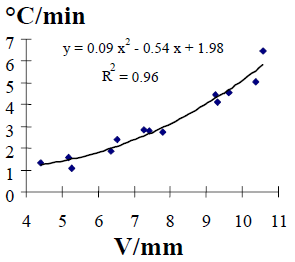 °C/min
7
y = 0.09 x² - 0.54 x + 1.98
6
R² = 0.96
5
4
3
2
1
0
4 5 6 7 8 9 10 11
V/mm